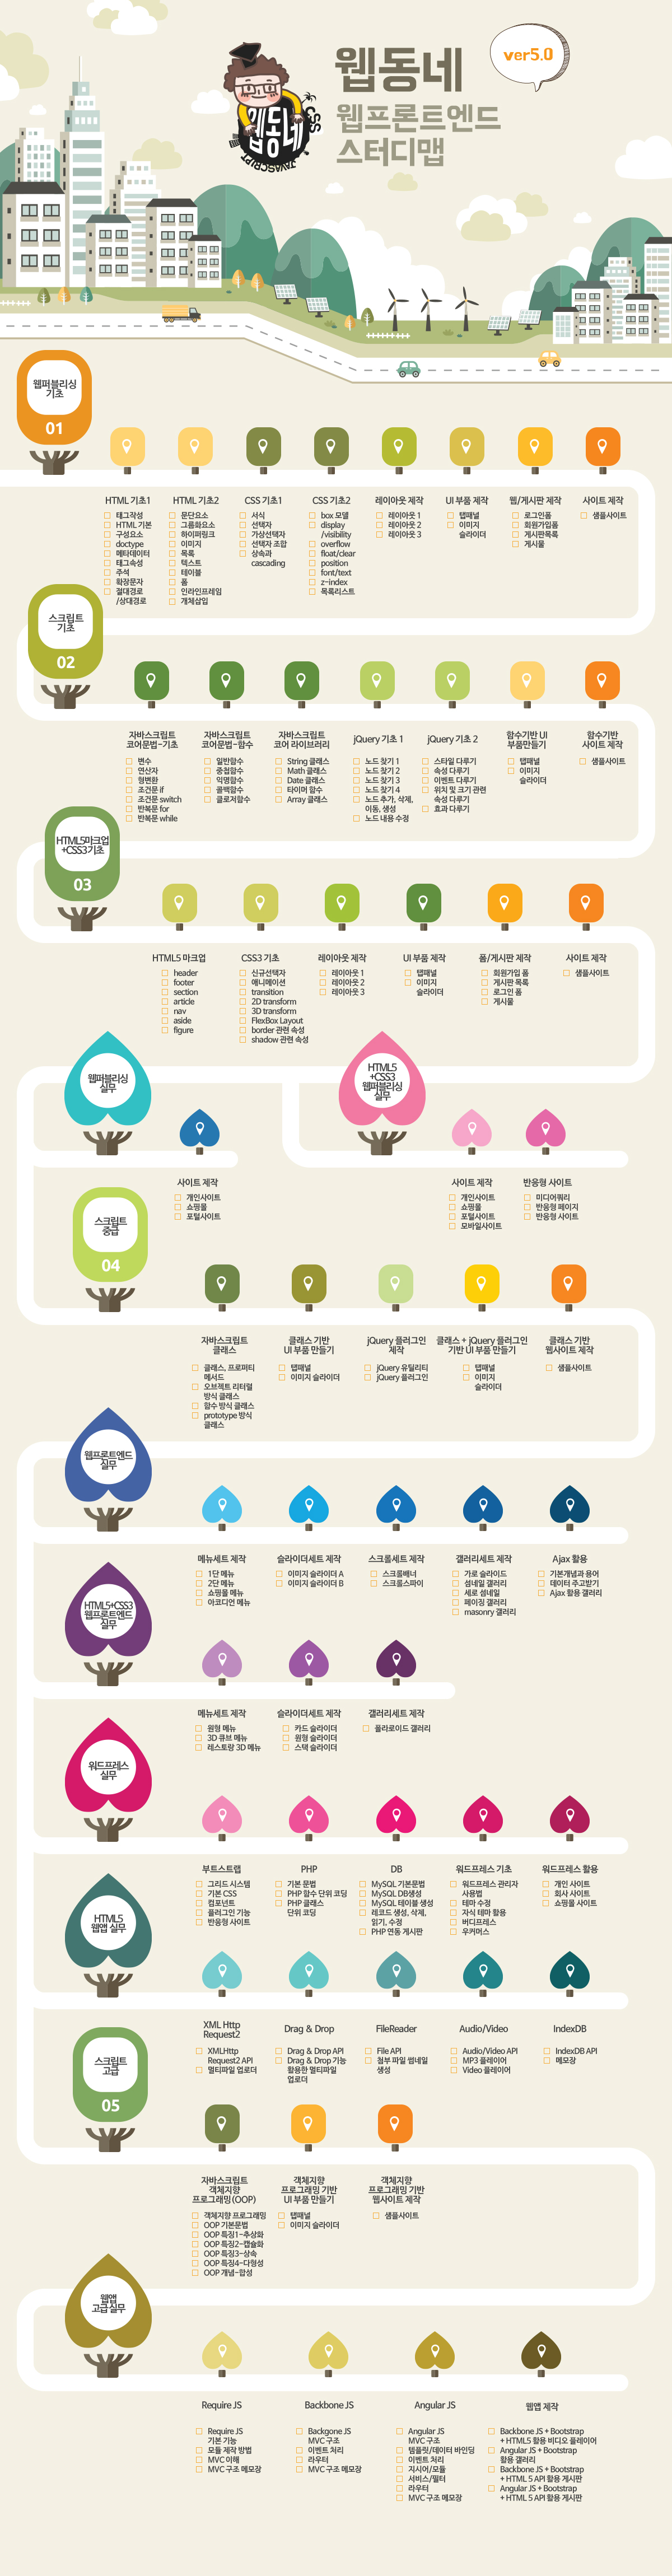 웹동네
ver5.0
웹프론트엔드
스터디맵
웹동네
CSS
JAVASCRIPT
웹퍼블리싱
기초
01
HTML 기초1
태그작성
HTML 기본
구성요소
doctype
메타데이터
태그속성
주석
확장문자
절대경로
/상대경로
HTML 기초2
문단요소
그룹화요소
하이퍼링크
이미지
목록
텍스트
테이블
폼
인라인프레임
개체삽입
CSS 기초1
서식
선택자
가상선택자
선택자 조합
상속과
cascading
CSS 기초2
box 모델
display
/visibility
overflow
float/clear
position
font/text
z-index
목록리스트
레이아웃 제작
레이아웃 1
레이아웃 2
레이아웃 3
UI 부품 제작
탭패널
이미지
슬라이더
웹/게시판 제작
로그인폼
회원가입폼
게시판목록
게시물
사이트 제작
샘플사이트
스크립트
기초
02
자바스크립트
코어문법-기초
변수
연산자
형변환
조건문 if
조건문 switch
반복문 for
반복문 while
자바스크립트
코어문법-함수
일반함수
중첩함수
익명함수
콜백함수
클로저함수
자바스크립트
코어 라이브러리
String 클래스
Math 클래스
Date 클래스
타이머 함수
Array 클래스
jQuery 기초 1
노드 찾기 1
노드 찾기 2
노드 찾기 3
노드 찾기 4
노드 추가, 삭제,
이동, 생성
노드 내용 수정
jQuery 기초 2
스타일 다루기
속성 다루기
이벤트 다루기
위치 및 크기 관련
속성 다루기
효과 다루기
함수기반 UI
부품만들기
탭패널
이미지
슬라이더
함수기반
사이트 제작
샘플사이트
HTML5마크업
+CSS3기초
03
HTML5 마크업
header
footer
section
article
nav
aside
figure
CSS3 기초
신규선택자
애니메이션
transition
2D transform
3D transform
FlexBox Layout
border 관련 속성
shadow 관련 속성
레이아웃 제작
레이아웃 1
레이아웃 2
레이아웃 3
UI 부품 제작
탭패널
이미지
슬라이더
폼/게시판 제작
회원가입 폼
게시판 목록
로그인 폼
게시물
사이트 제작
샘플사이트
웹퍼블리싱
실무
사이트 제작
개인사이트
쇼핑몰
포털사이트
HTML5
+CSS3
웹퍼블리싱
실무
사이트 제작
개인사이트
쇼핑몰
포털사이트
모바일사이트
반응형 사이트
미디어쿼리
반응형 페이지
반응형 사이트
스크립트
중급
04
자바스크립트
클래스
클래스, 프로퍼티
메서드
오브젝트 리터럴
방식 클래스
함수 방식 클래스
prototype 방식
클래스
클래스 기반
UI 부품 만들기
탭패널
이미지 슬라이더
jQuery 플러그인
제작
jQuery 유틸리티
jQuery 플러그인
클래스 + jQuery 플러그인
기반 UI 부품 만들기
탭패널
이미지
슬라이더
클래스 기반
웹사이트 제작
샘플사이트
웹프론트엔드
실무
메뉴세트 제작
1단 메뉴
2단 메뉴
쇼핑몰 메뉴
아코디언 메뉴
슬라이더세트 제작
이미지 슬라이더 A
이미지 슬라이더 B
스크롤세트 제작
스크롤배너
스크롤스파이
갤러리세트 제작
가로 슬라이드
섬네일 갤러리
세로 섬네일
페이징 갤러리
masonry 갤러리
Ajax 활용
기본개념과 용어
데이터 주고받기
Ajax 활용 갤러리
HTML5+CSS3
웹프론트엔드
실무
메뉴세트 제작
원형 메뉴
3D 큐브 메뉴
레스토랑 3D 메뉴
슬라이더세트 제작
카드 슬라이더
원형 슬라이더
스택 슬라이더
갤러리세트 제작
폴라로이드 갤러리
워드프레스
실무
부트스트랩
그리드 시스템
기본 CSS
컴포넌트
플러그인 기능
반응형 사이트
PHP
기본 문법
PHP 함수 단위 코딩
PHP 클래스
단위 코딩
DB
MySQL 기본문법
MySQL DB생성
MySQL 테이블 생성
레코드 생성, 삭제,
읽기, 수정
PHP 연동 게시판
워드프레스 기초
워드프레스 관리자
사용법
테마 수정
자식 테마 활용
버디프레스
우커머스
워드프레스 활용
개인 사이트
회사 사이트
쇼핑몰 사이트
HTML5
웹앱 실무
XML Http
Request2
XMLHttp
Request2 API
멀티파일 업로더
Drag & Drop
Drag & Drop API
Drag & Drop 기능
활용한 멀티파일
업로더
FileReader
File API
첨부 파일 썸네일
생성
Audio/Video
Audio/Video API
MP3 플레이어
Video 플레이어
IndexDB
IndexDB API
메모장
스크립트
고급
05
자바스크립트
객체지향
프로그래밍(OOP)
객체지향 프로그래밍
OOP 기본문법
OOP 특징1-추상화
OOP 특징2-캡슐화
OOP 특징3-상속
OOP 특징4-다형성
OOP 개념-합성
객체지향
프로그래밍 기반
UI 부품 만들기
탭패널
이미지 슬라이더
객체지향
프로그래밍 기반
웹사이트 제작
샘플사이트
웹앱
고급 실무
Require JS
Require JS
기본 기능
모듈 제작 방법
MVC 이해
MVC 구조 메모장
Backbone JS
Backgone JS
MVC 구조
이벤트 처리
라우터
MVC 구조 메모장
Angular JS
Angular JS
MVC 구조
템플릿/데이터 바인딩
이벤트 처리
지시어/모듈
서비스/필터
라우터
MVC 구조 메모장
웹앱 제작
Backbone JS + Bootstrap
+ HTML5 활용 비디오 플레이어
Angular JS + Bootstrap
활용 갤러리
Backbone JS + Bootstrap
+ HTML 5 API 활용 게시판
Angular JS + Bootstrap
+ HTML 5 API 활용 게시판